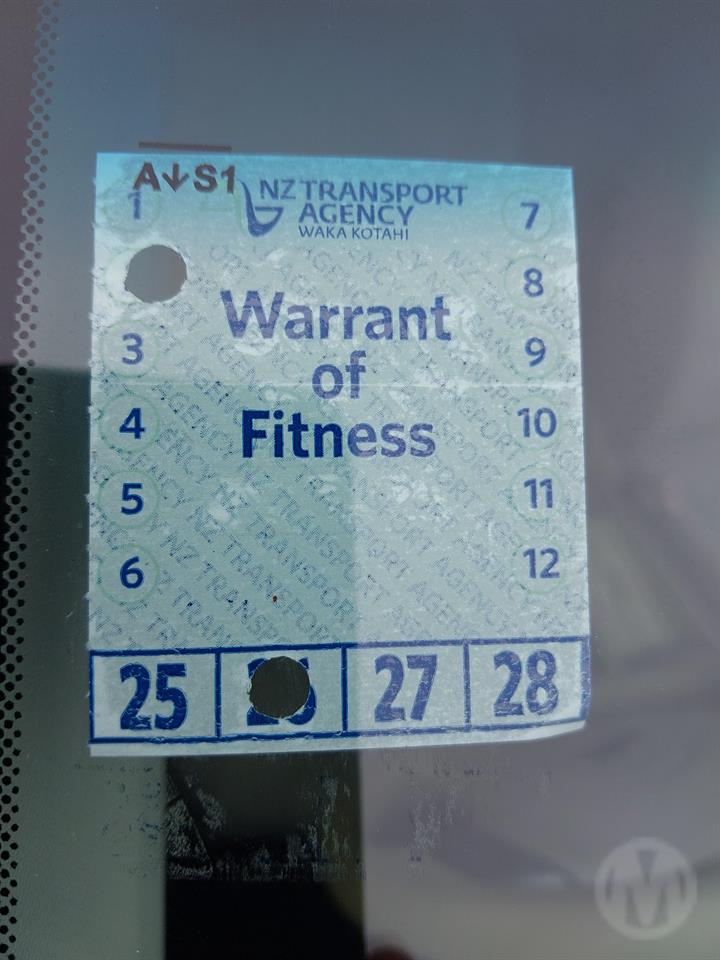 A↓S1
NZ TRANSPORT
AGENCY
WAKA KOTAHI
1
7
8
Warrant
of
Fitness
3
9
4
10
5
11
6
12
25
27
28